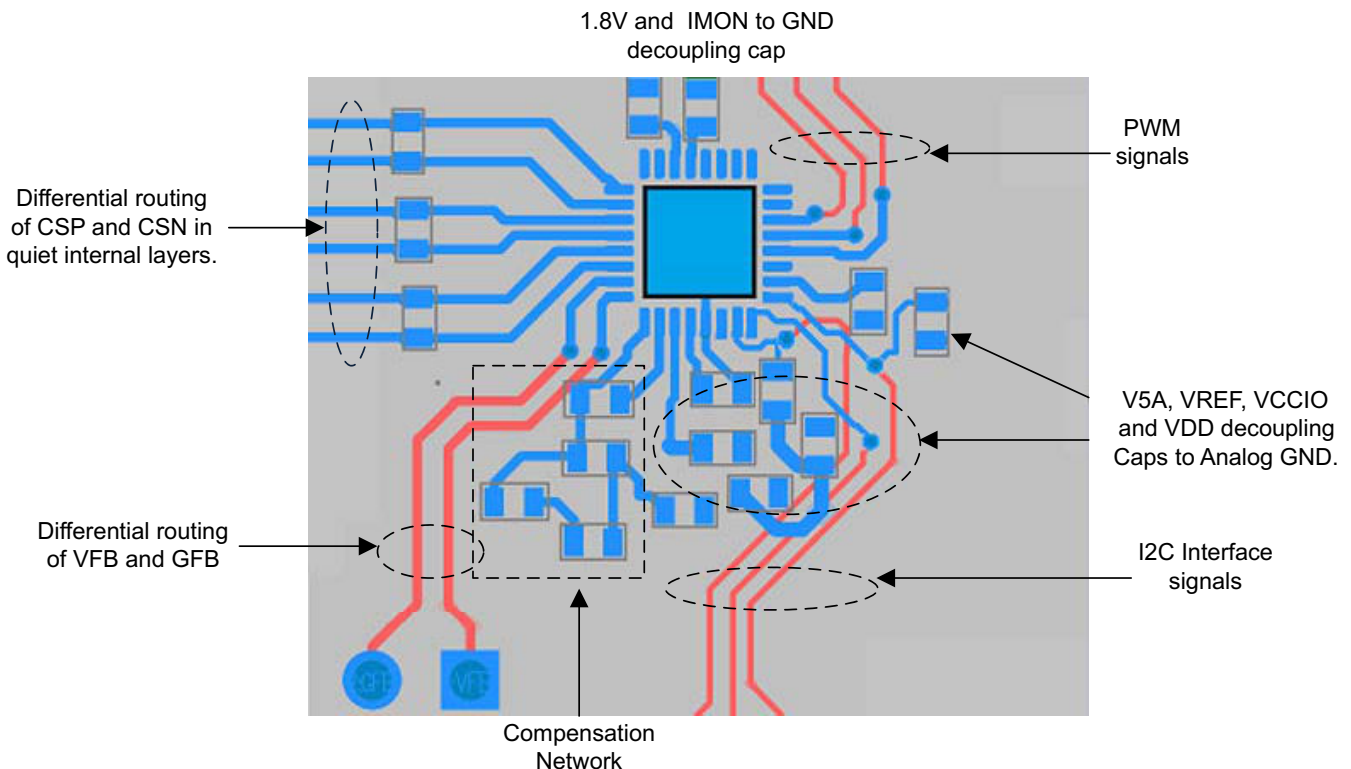 1.8V and IMON to GND
decoupling cap
PWM
signals
Differential routing
of CSP and CSN in
quiet internal layers.
V5A, VREF, VCCIO
and VDD decoupling
Caps to Analog GND.
Differential routing
of VFB and GFB
I2C Interface
signals
GFB
VFB
Compensation
Network